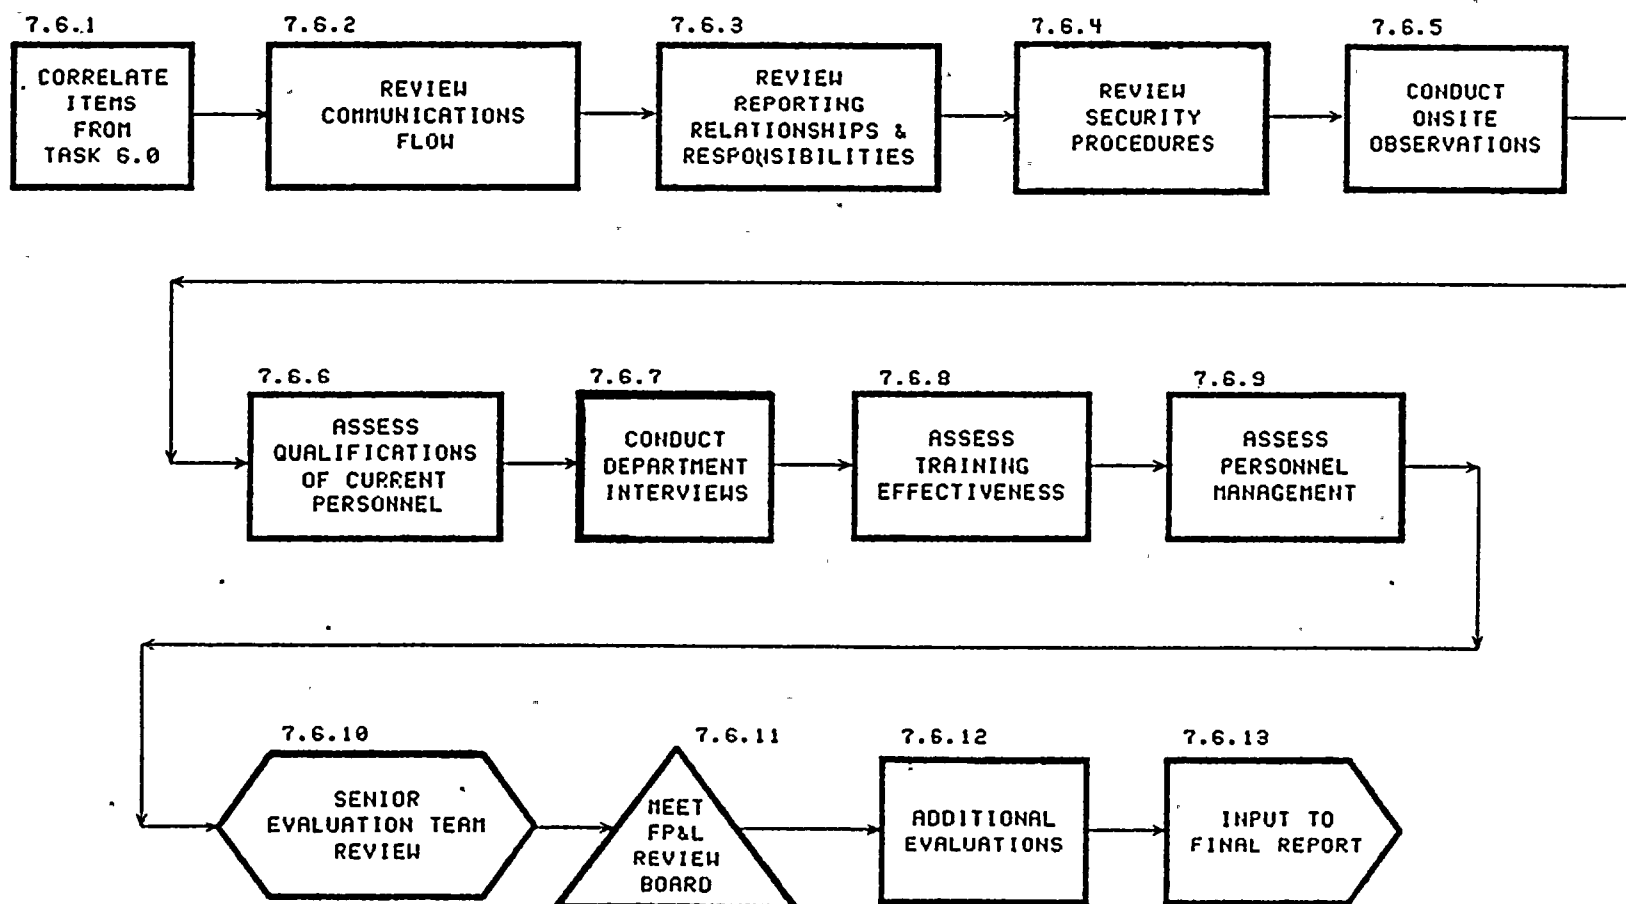 7.6.1
CORRELATE
ITEMS
FROM
TASK 6.0
7.6.2
REVIEW
COMMUNICATIONS
FLOW
7.6.3
REVIEW
REPORTING
RELATIONSHIPS &
RESPONSIBILITIES
7.6.4
REVIEW
SECURITY
PROCEDURES
7.6.5
CONDUCT
ONSITE
OBSERVATIONS
7.6.6
ASSESS
QUALIFICATIONS
OF CURRENT
PERSONNEL
7.6.7
CONDUCT
DEPARTMENT
INTERVIEWS
7.6.8
ASSESS
TRAINING
EFFECTIVENESS
7.6.9
ASSESS
PERSONNEL
MANAGEMENT
7.6.10
SENIOR
EVALUATION TEAM
REVIEW
7.6.11
MEET
FP&L
REVIEW
BOARD
7.6.12
ADDITIONAL
EVALUATIONS
7.6.13
INPUT TO
FINAL REPORT